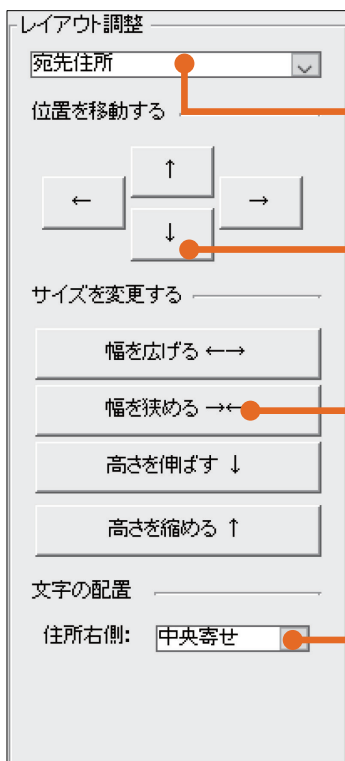 レイアウト調整
宛先住所
位置を移動する
↑
← →
↓
サイズを変更する
幅を広げる ←→
幅を狭める →←
高さを伸ばす ↓
高さを縮める ↑
文字の配置
住所右側: 中央寄せ